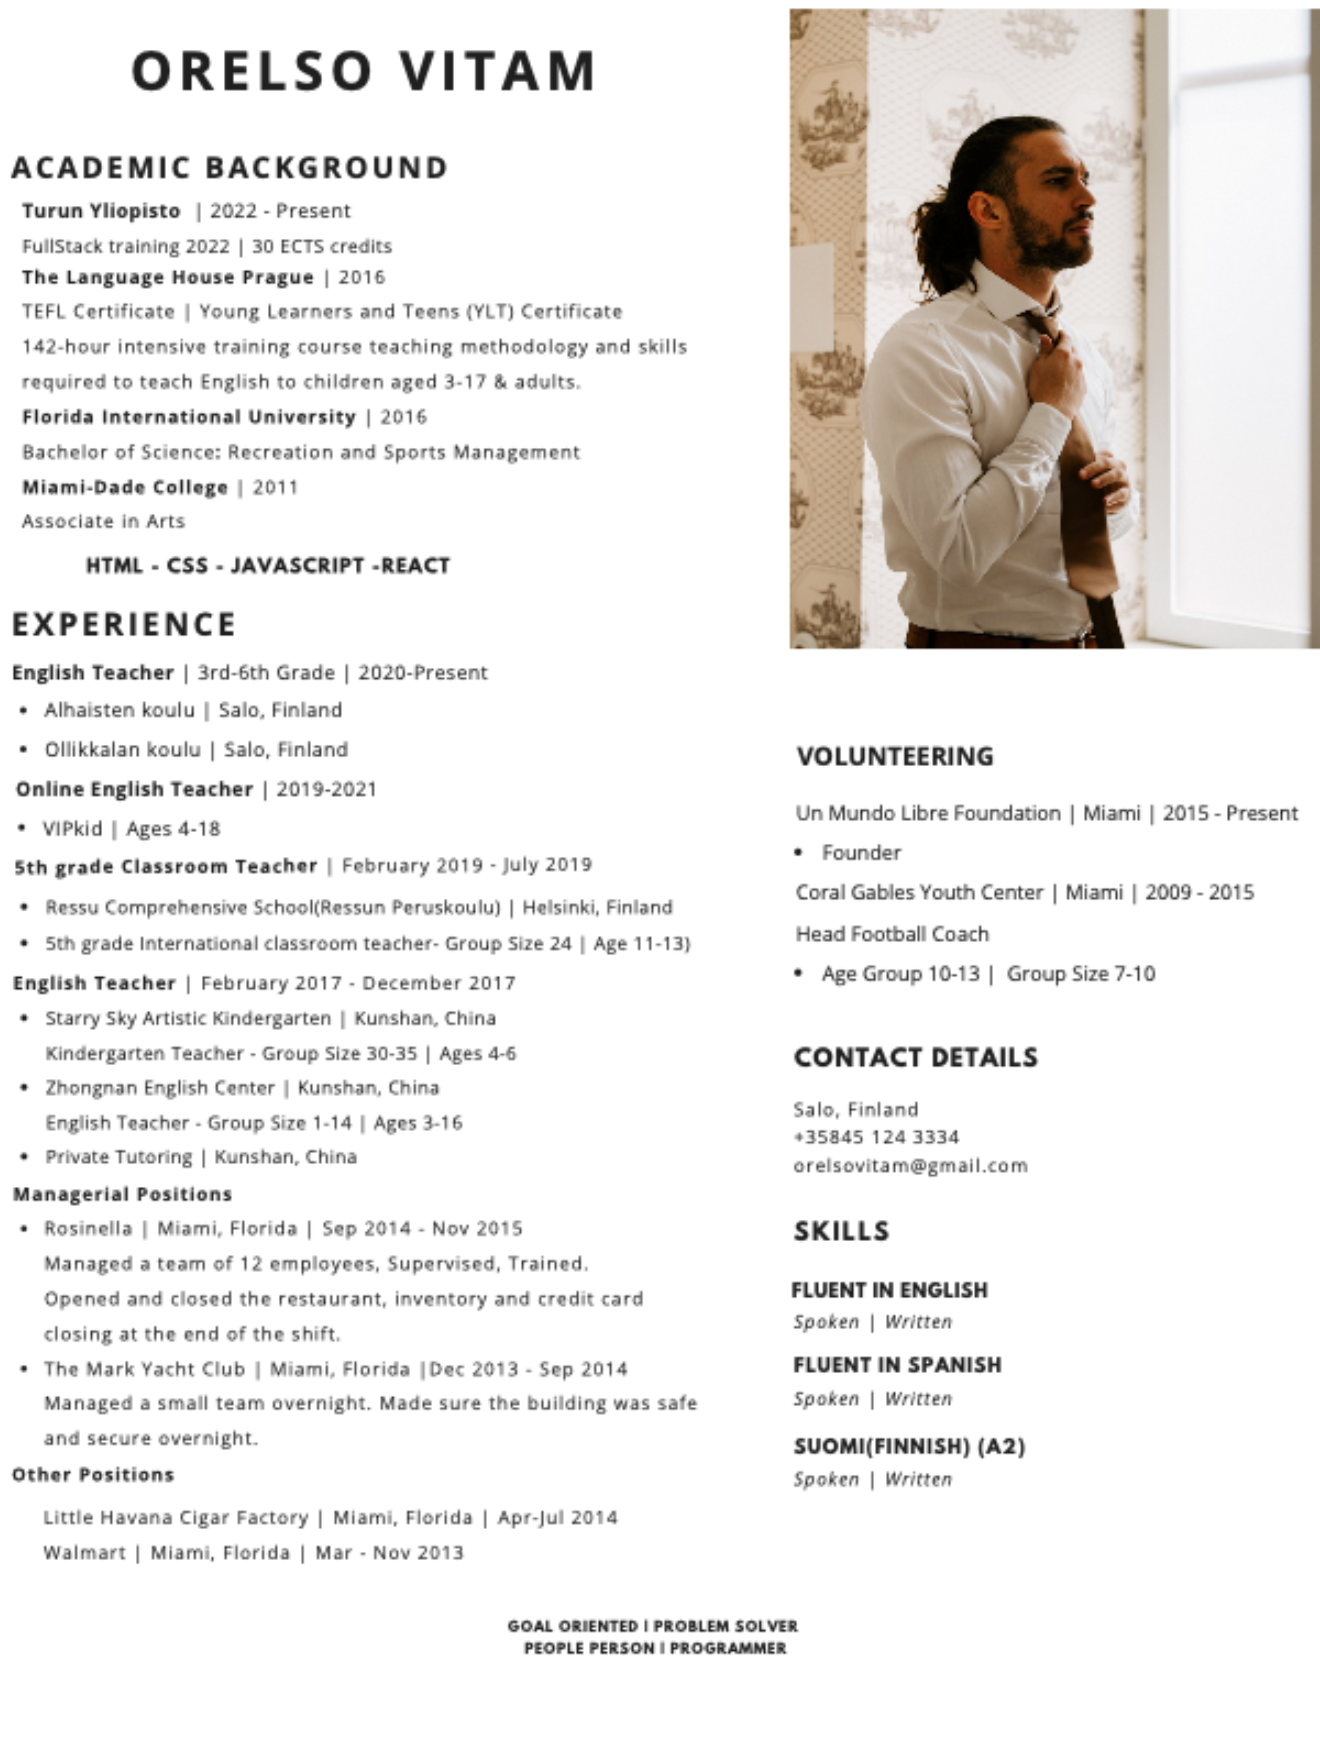 ORELSO VITAM
ACADEMIC BACKGROUND
Turun Yliopisto | 2022 - Present
FullStack training 2022 | 30 ECTS credits
The Language House Prague | 2016
TEFL Certificate | Young Learners and Teens (YLT) Certificate
142-hour intensive training course teaching methodology and skills
required to teach English to children aged 3-17 & adults.
Florida International University | 2016
Bachelor of Science: Recreation and Sports Management
Miami-Dade College | 2011
Associate in Arts
HTML - CSS - JAVASCRIPT -REACT
EXPERIENCE
English Teacher | 3rd-6th Grade | 2020-Present
• Alhaisten koulu | Salo, Finland
• Ollikkalan koulu | Salo, Finland
Online English Teacher | 2019-2021
• VIPkid | Ages 4-18
5th grade Classroom Teacher | February 2019 - July 2019
• Ressu Comprehensive School(Ressun Peruskoulu) | Helsinki, Finland
• 5th grade International classroom teacher- Group Size 24 | Age 11-13)
English Teacher | February 2017 - December 2017
• Starry Sky Artistic Kindergarten | Kunshan, China
Kindergarten Teacher - Group Size 30-35 | Ages 4-6
• Zhongnan English Center | Kunshan, China
English Teacher - Group Size 1-14 | Ages 3-16
• Private Tutoring | Kunshan, China
Managerial Positions
• Rosinella | Miami, Florida | Sep 2014 - Nov 2015
Managed a team of 12 employees, Supervised, Trained.
Opened and closed the restaurant, inventory and credit card
closing at the end of the shift.
• The Mark Yacht Club | Miami, Florida |Dec 2013 - Sep 2014
Managed a small team overnight. Made sure the building was safe
and secure overnight.
Other Positions
Little Havana Cigar Factory | Miami, Florida | Apr-Jul 2014
Walmart | Miami, Florida | Mar - Nov 2013
VOLUNTEERING
Un Mundo Libre Foundation | Miami | 2015 - Present
• Founder
Coral Gables Youth Center | Miami | 2009 - 2015
Head Football Coach
• Age Group 10-13 | Group Size 7-10
CONTACT DETAILS
Salo, Finland
+35845 124 3334
orelsovitam@gmail.com
SKILLS
FLUENT IN ENGLISH
Spoken | Written
FLUENT IN SPANISH
Spoken | Written
SUOMI(FINNISH) (A2)
Spoken | Written
GOAL ORIENTED | PROBLEM SOLVER
PEOPLE PERSON | PROGRAMMER